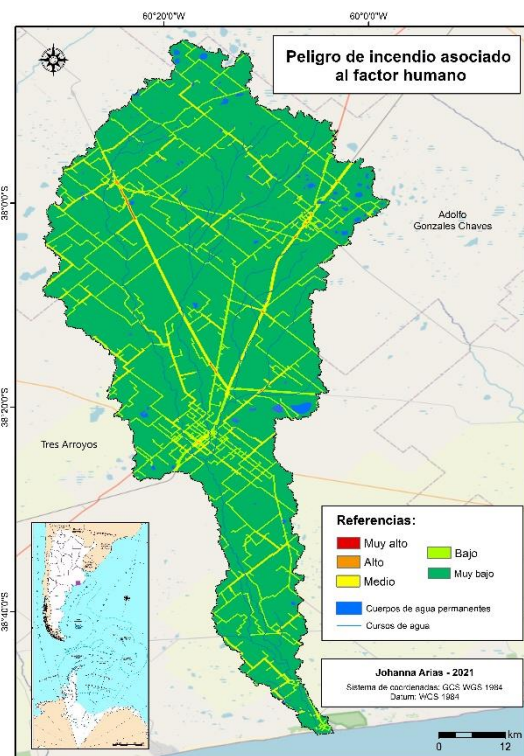 60°20'0"W
60°0'0"W
Peligro de incendio asociado
al factor humano
38°0'0"S
Adolfo
Gonzales Chaves
38°20'0"S
Tres Arroyos
38°40'0"S
Referencias:
Muy alto
Alto
Medio
Bajo
Muy bajo
Cuerpos de agua permanentes
Cursos de agua
Johanna Arias - 2021
Sistema de coordenadas: GCS WGS 1984
Datum: WGS 1984
km
0
12